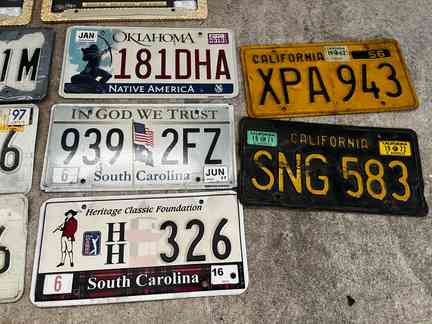 1M
JAN OKLAHOMA
181DHA
NATIVE AMERICA
97
6
IN GOD WE TRUST
939 2FZ
6 South Carolina JUN
Heritage Classic Foundation
HH 326
6 South Carolina 16
CALIFORNIA 56
XPA 943
CALIFORNIA
SNG 583